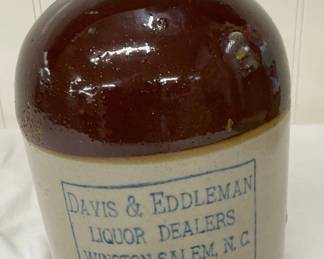 DAVIS & EDDLEMAN
LIQUOR DEALERS
WINSTON-SALEM, N.C.